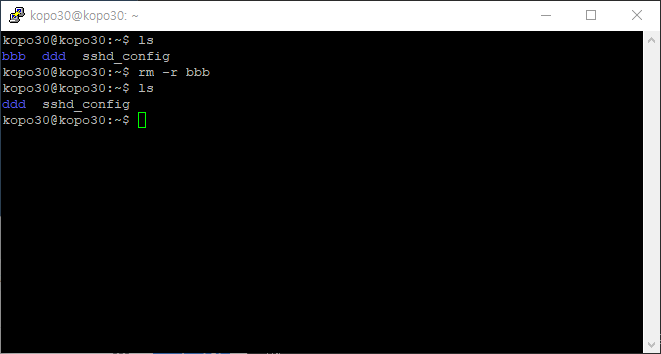 kopo30@kopo30: ~
kopo30@kopo30:~$ ls
bbb  ddd  sshd_config
kopo30@kopo30:~$ rm -r bbb
kopo30@kopo30:~$ ls
ddd  sshd_config
kopo30@kopo30:~$